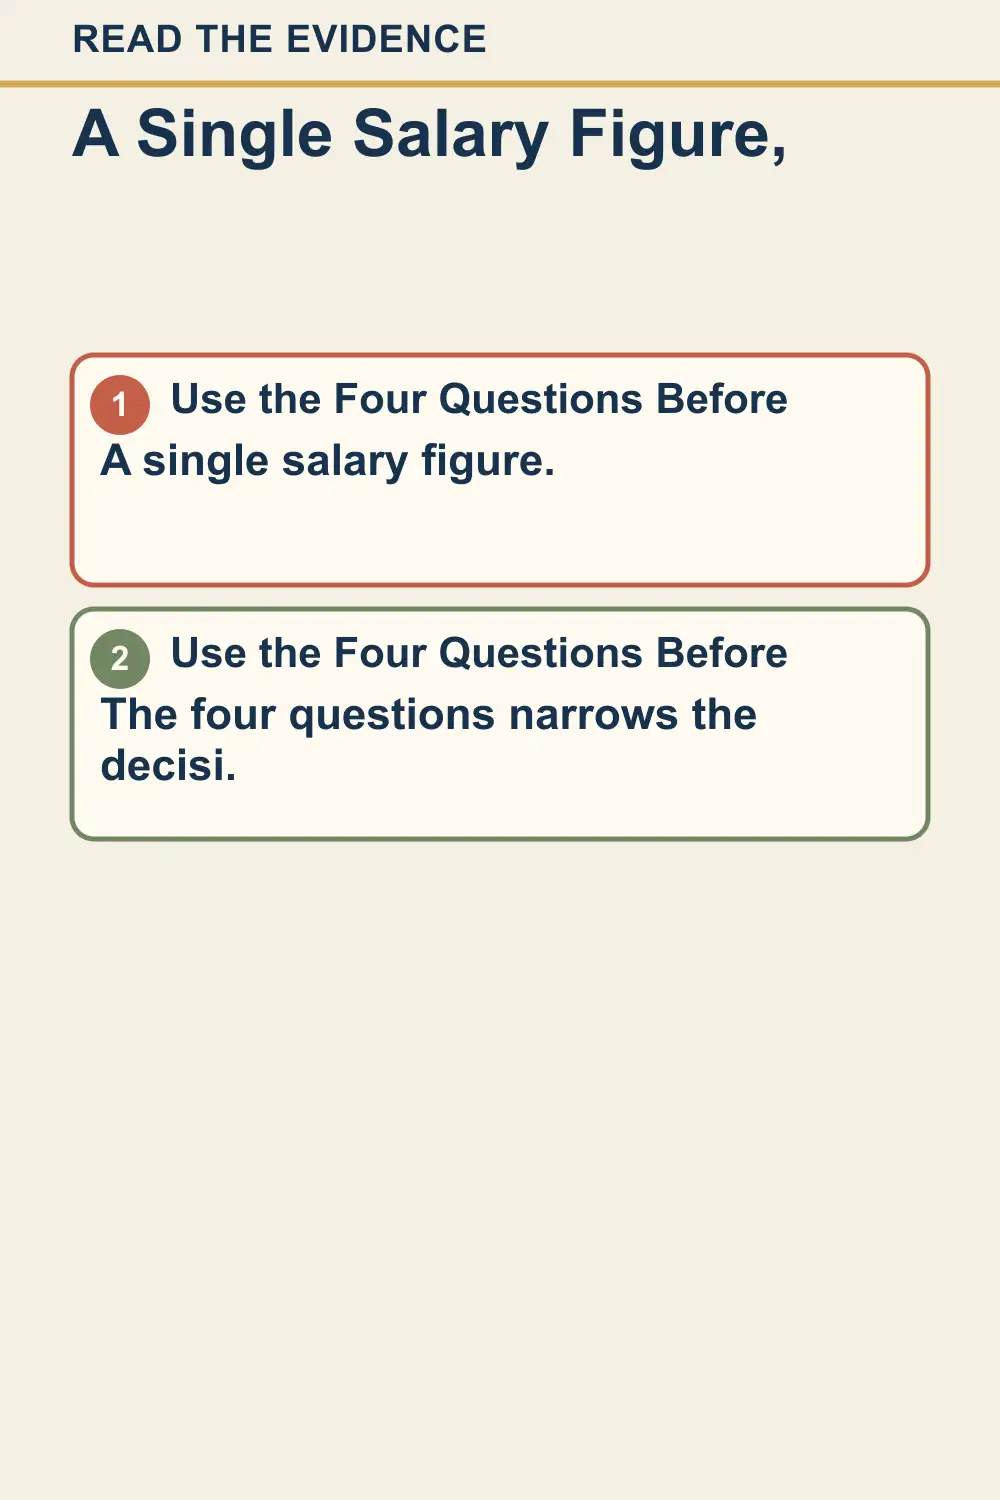 READ THE EVIDENCE
A Single Salary Figure,
1 Use the Four Questions Before
A single salary figure.
2 Use the Four Questions Before
The four questions narrows the
decisi.